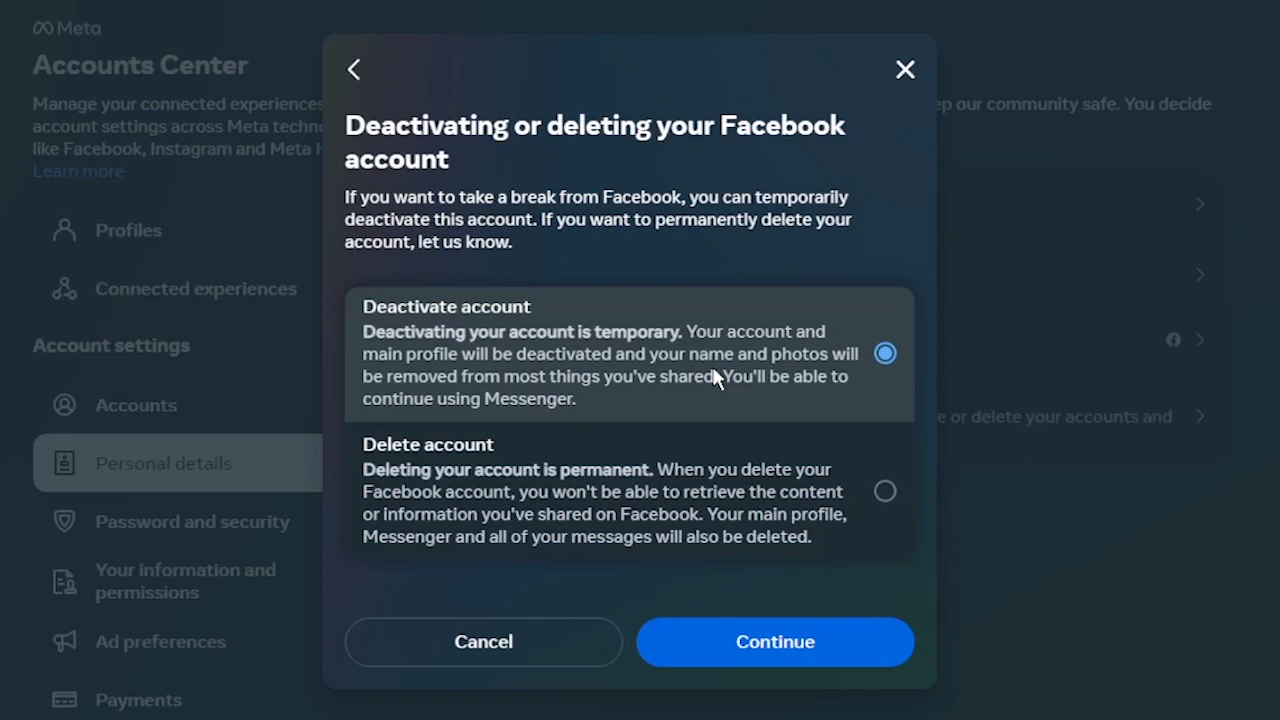 Meta
Accounts Center
Manage your connected experiences
account settings across Meta techno
like Facebook, Instagram and Meta H
Learn more
Profiles
Connected experiences
Account settings
Accounts
Personal details
Password and security
Your information and
permissions
Ad preferences
Payments
Deactivating or deleting your Facebook
account
If you want to take a break from Facebook, you can temporarily
deactivate this account. If you want to permanently delete your
account, let us know.
Deactivate account
Deactivating your account is temporary. Your account and
main profile will be deactivated and your name and photos will
be removed from most things you've shared. You'll be able to
continue using Messenger.
Delete account
Deleting your account is permanent. When you delete your
Facebook account, you won't be able to retrieve the content
or information you've shared on Facebook. Your main profile,
Messenger and all of your messages will also be deleted.
Cancel
Continue
ep our community safe. You decide
e or delete your accounts and